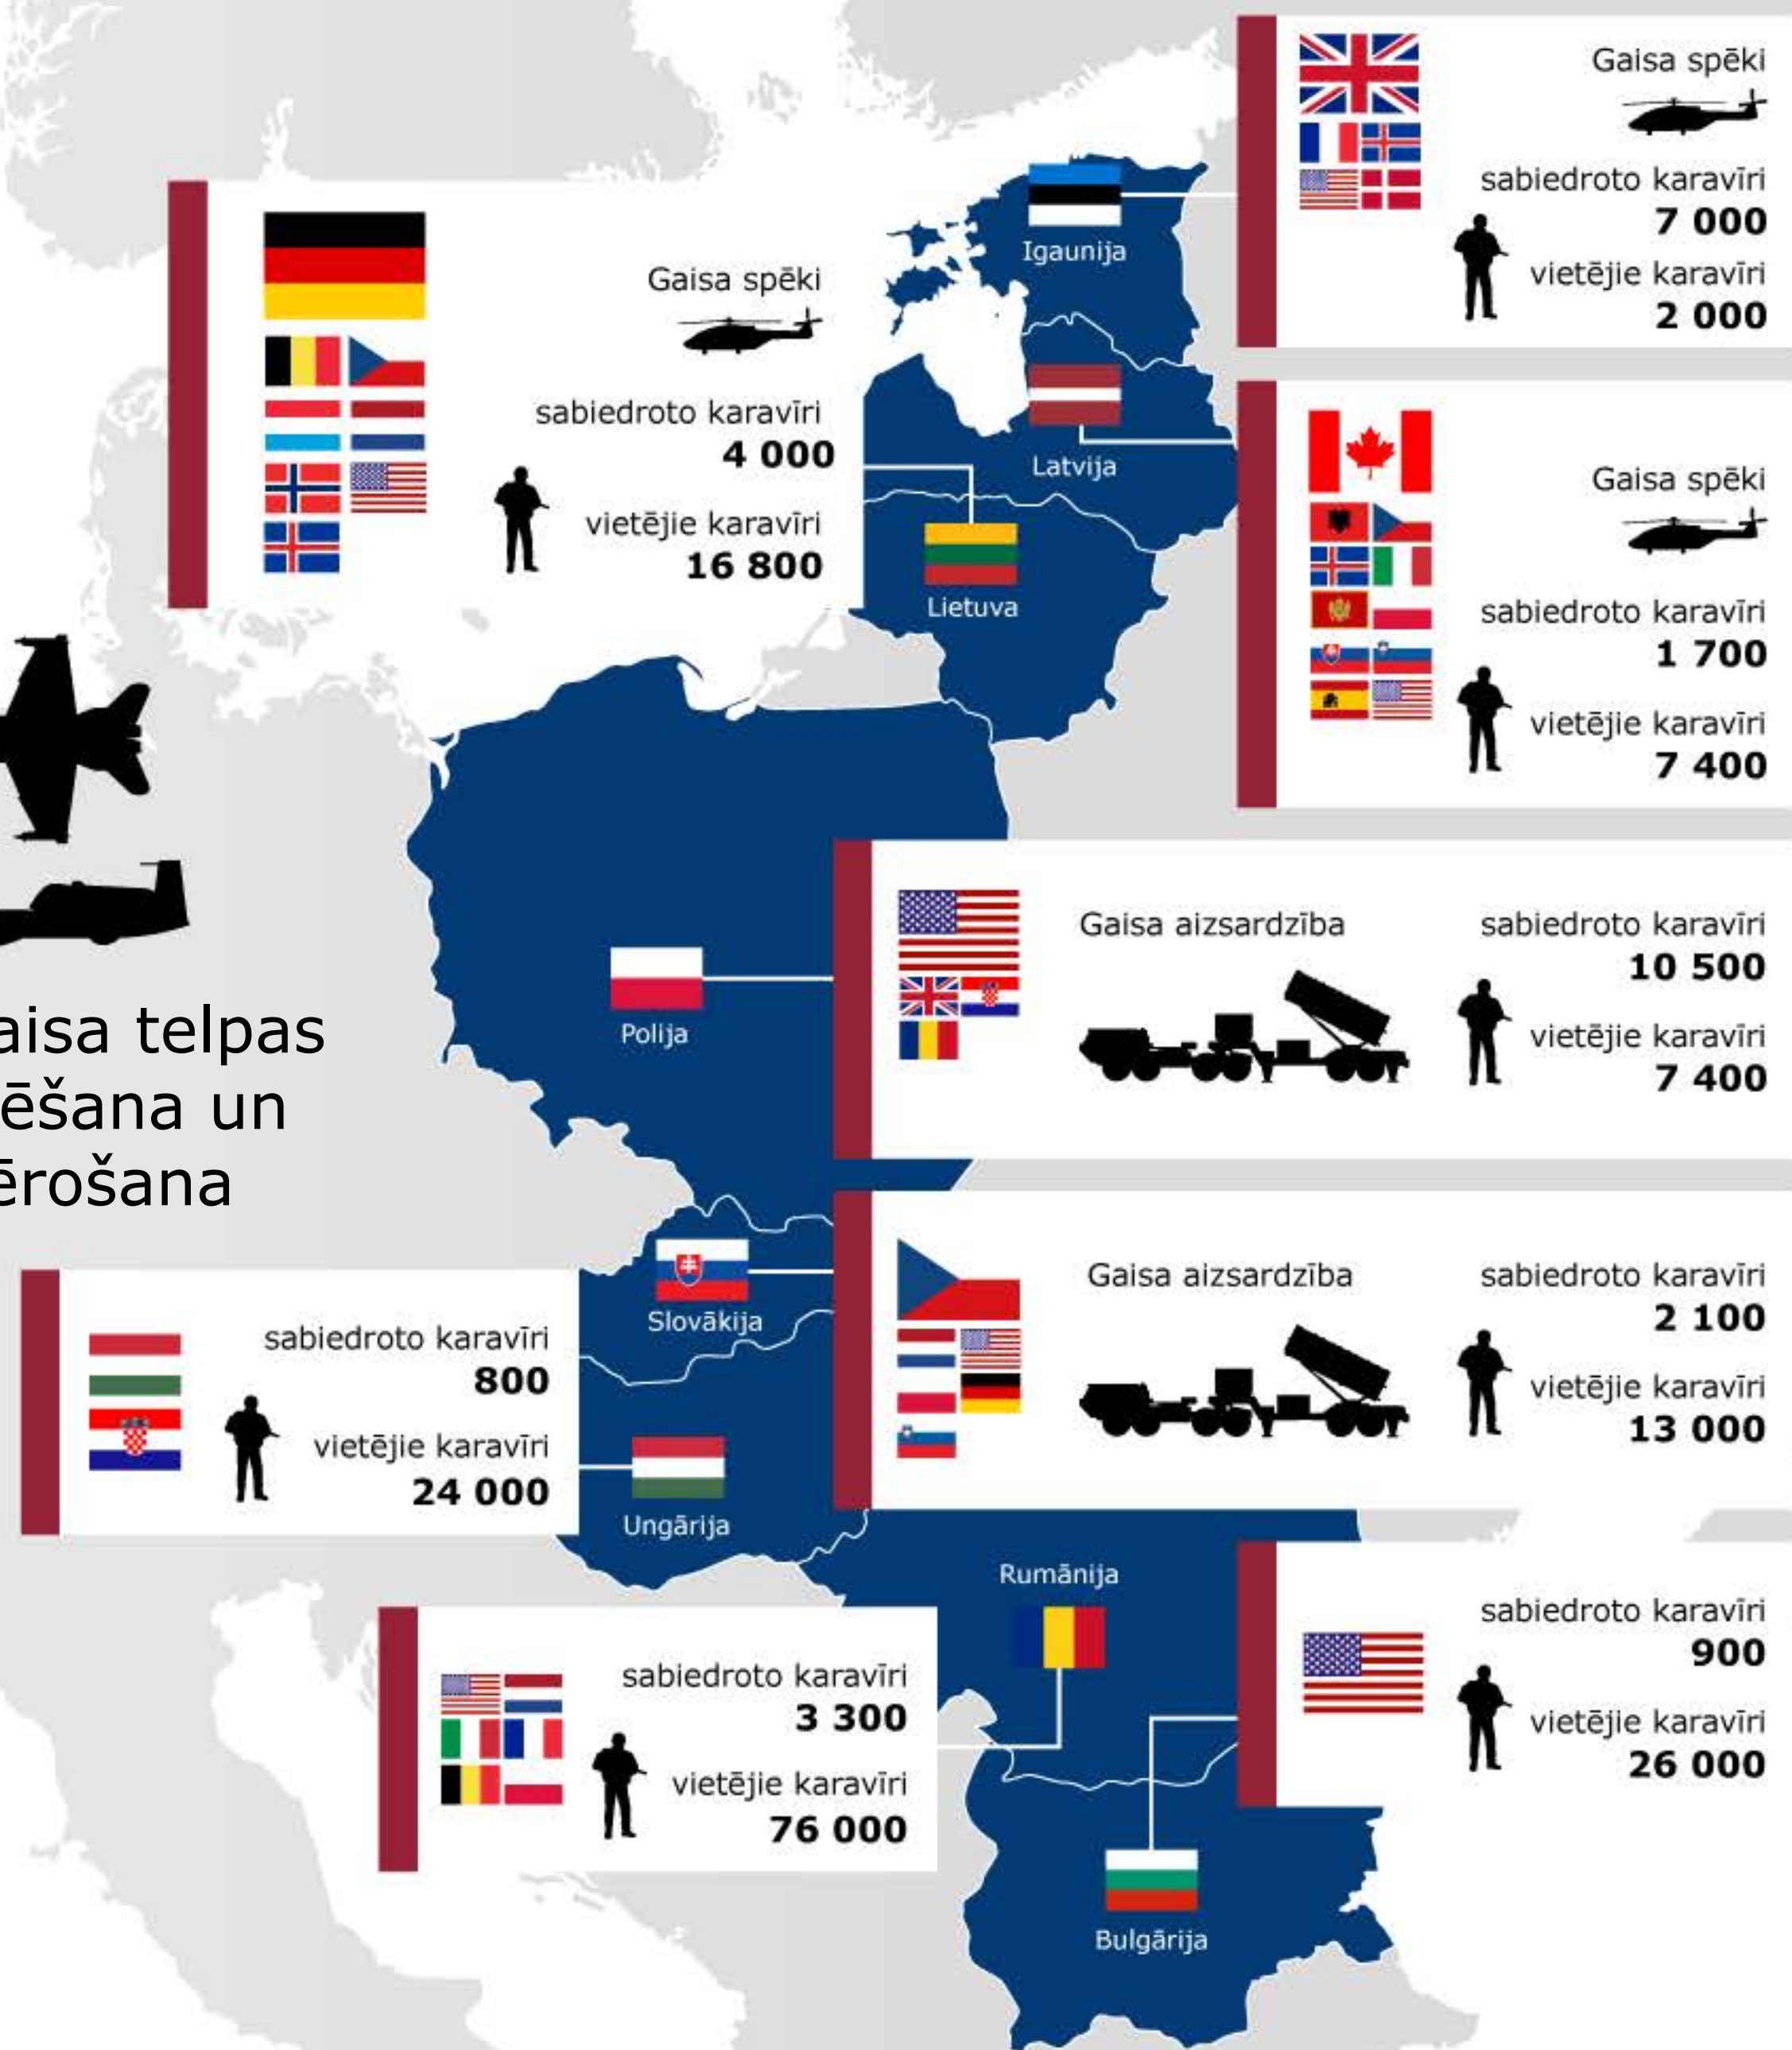 Gaisa spēki
sabiedroto karavīri
7 000
vietējie karavīri
2 000
Igaunija
Gaisa spēki
sabiedroto karavīri
4 000
vietējie karavīri
16 800
Latvija
Gaisa spēki
sabiedroto karavīri
1 700
vietējie karavīri
7 400
Lietuva
Gaisa aizsardzība
sabiedroto karavīri
10 500
vietējie karavīri
7 400
Polija
aisa telpas
ēšana un
ērošana
Gaisa aizsardzība
sabiedroto karavīri
2 100
vietējie karavīri
13 000
Slovākija
sabiedroto karavīri
800
vietējie karavīri
24 000
Ungārija
Rumānija
sabiedroto karavīri
900
vietējie karavīri
26 000
sabiedroto karavīri
3 300
vietējie karavīri
76 000
Bulgārija